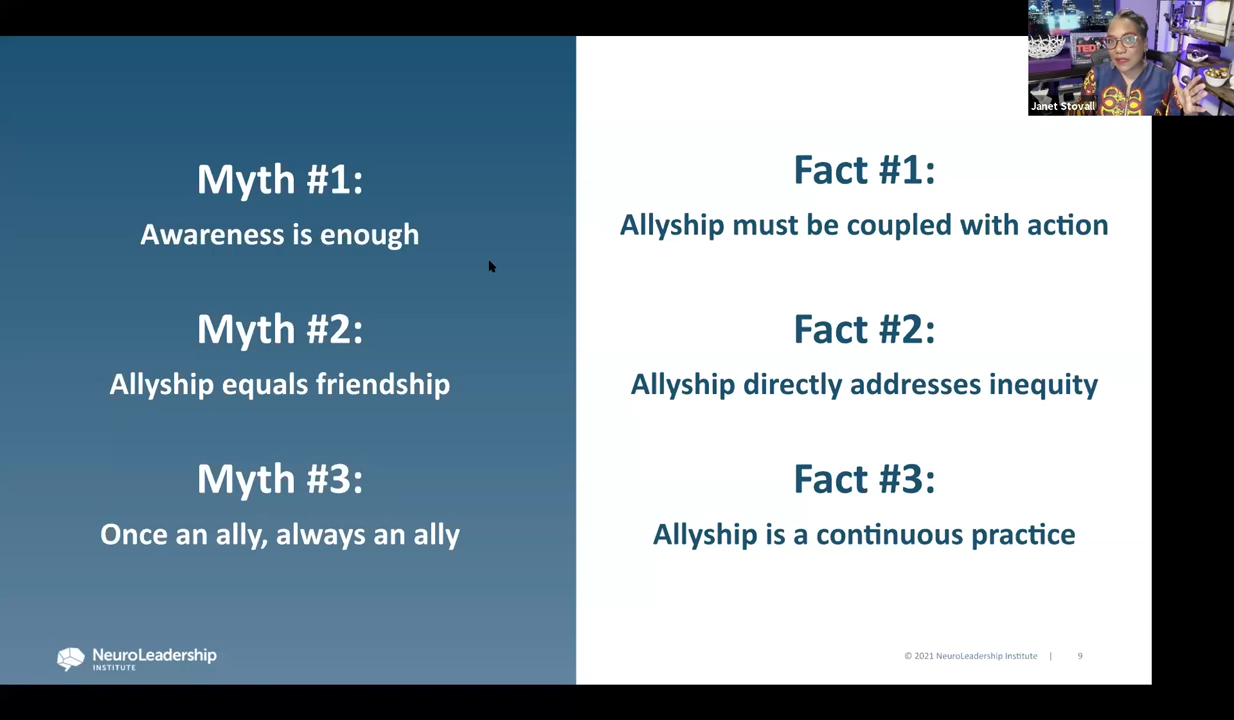 Myth #1:
Awareness is enough
Myth #2:
Allyship equals friendship
Myth #3:
Once an ally, always an ally
NeuroLeadership
INSTITUTE
Fact #1:
Allyship must be coupled with action
Fact #2:
Allyship directly addresses inequity
Fact #3:
Allyship is a continuous practice
© 2021 NeuroLeadership Institute | 9
TED
Janet Stovall